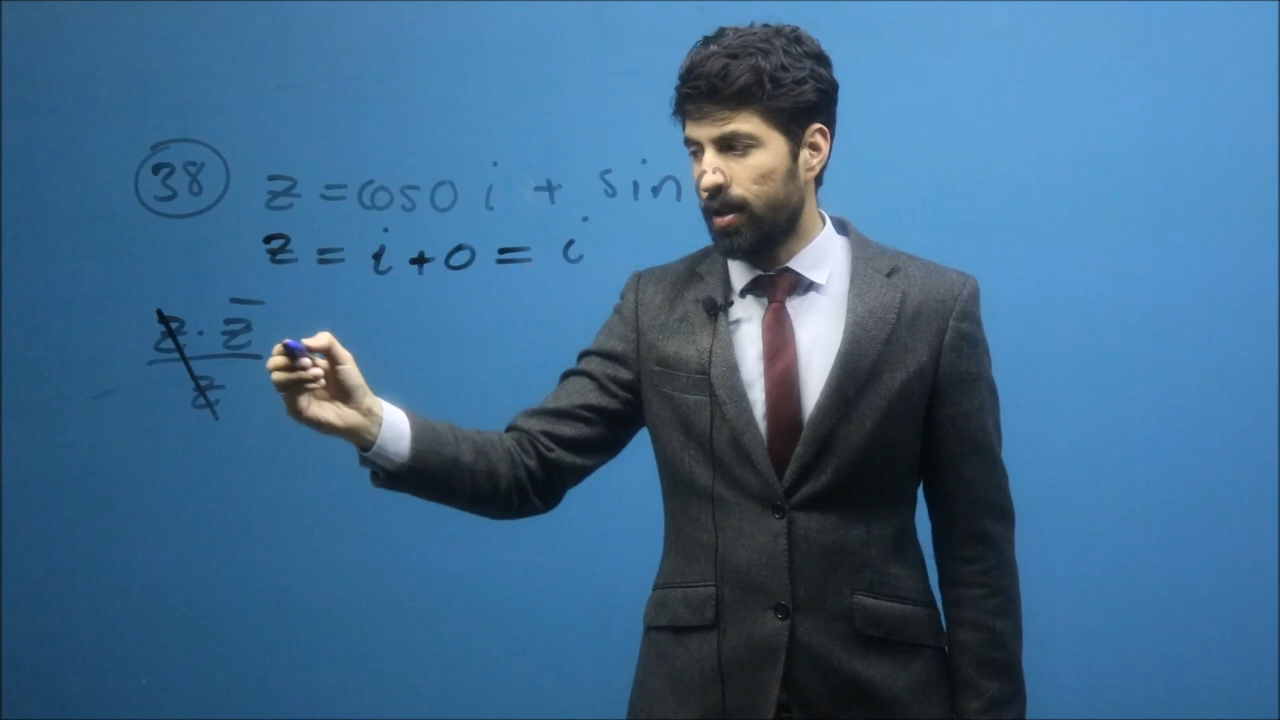 38 z = cos0 i + sin
z = i + 0 = i
z · z̄
z